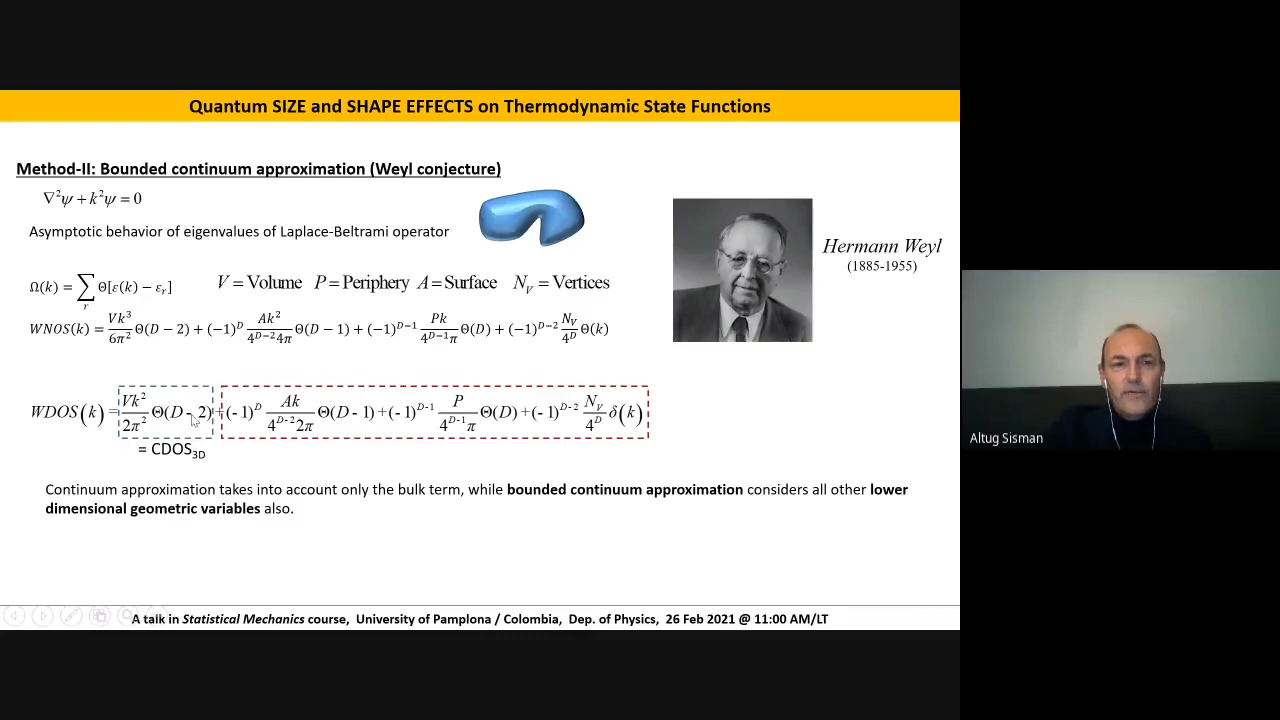 Quantum SIZE and SHAPE EFFECTS on Thermodynamic State Functions
Method-II: Bounded continuum approximation (Weyl conjecture)
∇²ψ + k²ψ = 0
Asymptotic behavior of eigenvalues of Laplace-Beltrami operator
Hermann Weyl
(1885-1955)
Ω(k) = ∑_r Θ[ε(k) − ε_r]
V = Volume P = Periphery A = Surface N_V = Vertices
WNOS(k) = Vk³/6π² Θ(D − 2) + (−1)^D Ak²/4^{D−2}4π Θ(D − 1) + (−1)^{D−1} Pk/4^{D−1}π Θ(D) + (−1)^{D−2} N_V/4^D Θ(k)
WDOS(k) = Vk²/2π² Θ(D - 2) + (- 1)^D Ak/4^{D-2}2π Θ(D - 1) + (- 1)^{D-1} P/4^{D-1}π Θ(D) + (- 1)^{D-2} N_V/4^D δ(k)
= CDOS_{3D}
Continuum approximation takes into account only the bulk term, while bounded continuum approximation considers all other lower
dimensional geometric variables also.
A talk in Statistical Mechanics course, University of Pamplona / Colombia, Dep. of Physics, 26 Feb 2021 @ 11:00 AM/LT
Altug Sisman